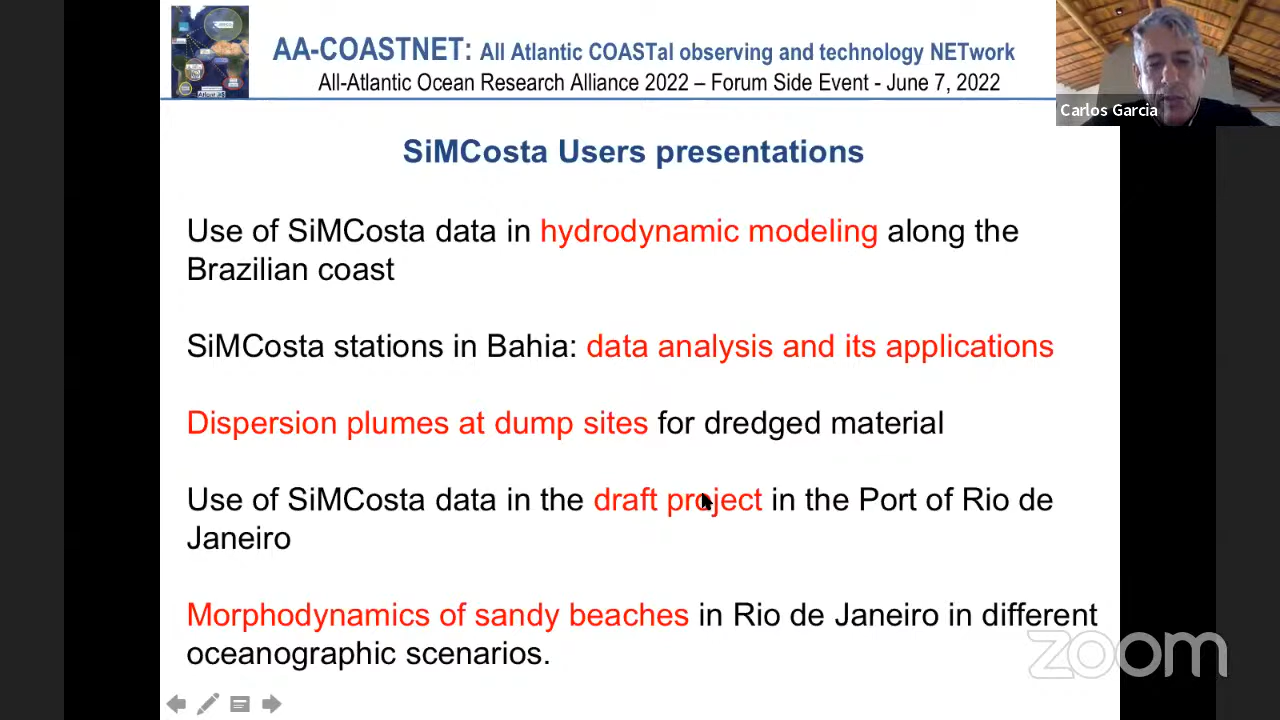 AA-COASTNET: All Atlantic COASTal observing and technology NETwork
All-Atlantic Ocean Research Alliance 2022 – Forum Side Event - June 7, 2022
Carlos Garcia
SiMCosta Users presentations
Use of SiMCosta data in hydrodynamic modeling along the
Brazilian coast
SiMCosta stations in Bahia: data analysis and its applications
Dispersion plumes at dump sites for dredged material
Use of SiMCosta data in the draft project in the Port of Rio de
Janeiro
Morphodynamics of sandy beaches in Rio de Janeiro in different
oceanographic scenarios.
zoom